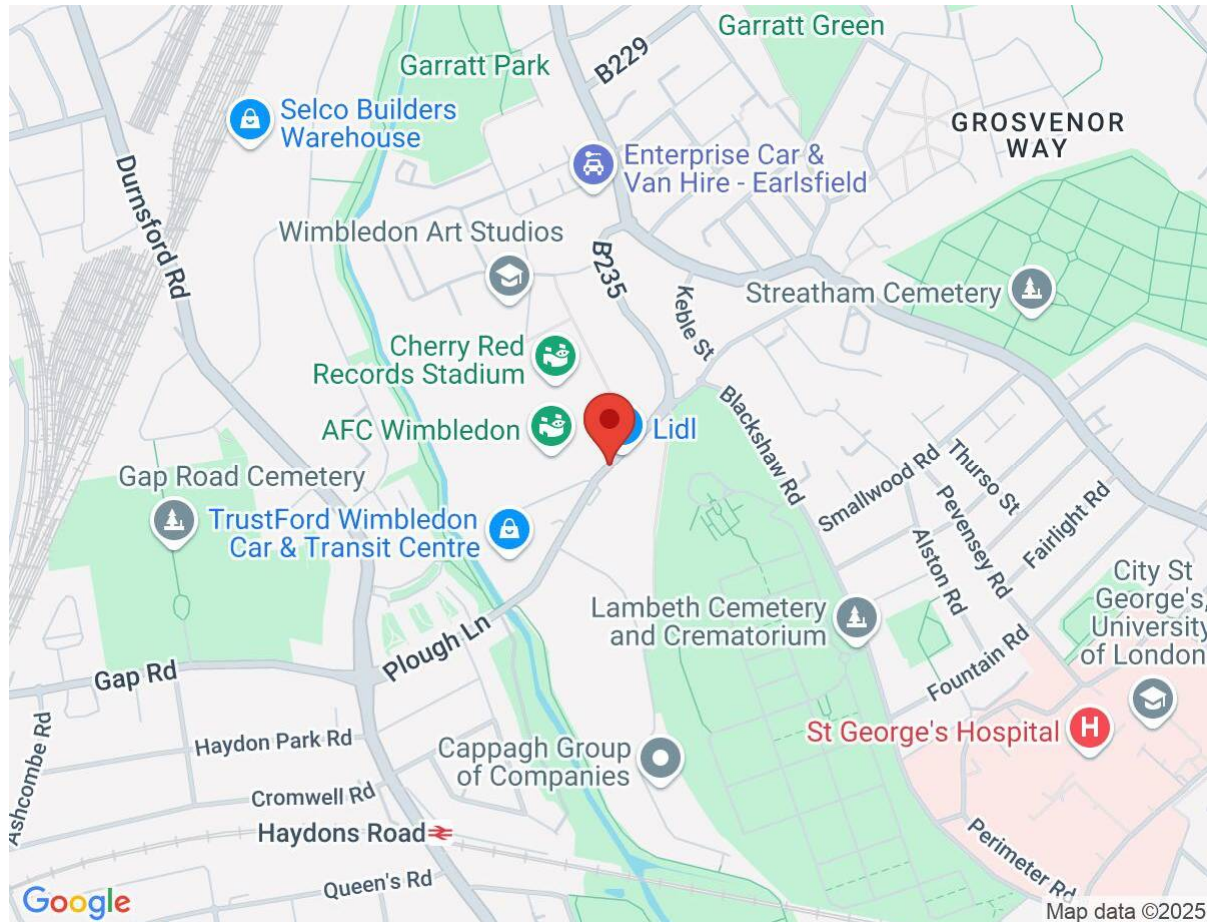 Garratt Green
B229
Garratt Park
Selco Builders
Warehouse
GROSVENOR
WAY
Enterprise Car &
Van Hire - Earlsfield
Durnsford Rd
Wimbledon Art Studios
B235
Keble St
Streatham Cemetery
Cherry Red
Records Stadium
AFC Wimbledon
Lidl
Blackshaw Rd
Smallwood Rd
Thurso St
Gap Road Cemetery
TrustFord Wimbledon
Car & Transit Centre
Pevensey Rd
Fairlight Rd
Alston Rd
City St
George's,
University
of London
Lambeth Cemetery
and Crematorium
Plough Ln
Gap Rd
Fountain Rd
St George's Hospital
H
Haydon Park Rd
Cappagh Group
of Companies
Ashcombe Rd
Cromwell Rd
Haydons Road
Perimeter Rd
Queen's Rd
Google
Map data ©2025